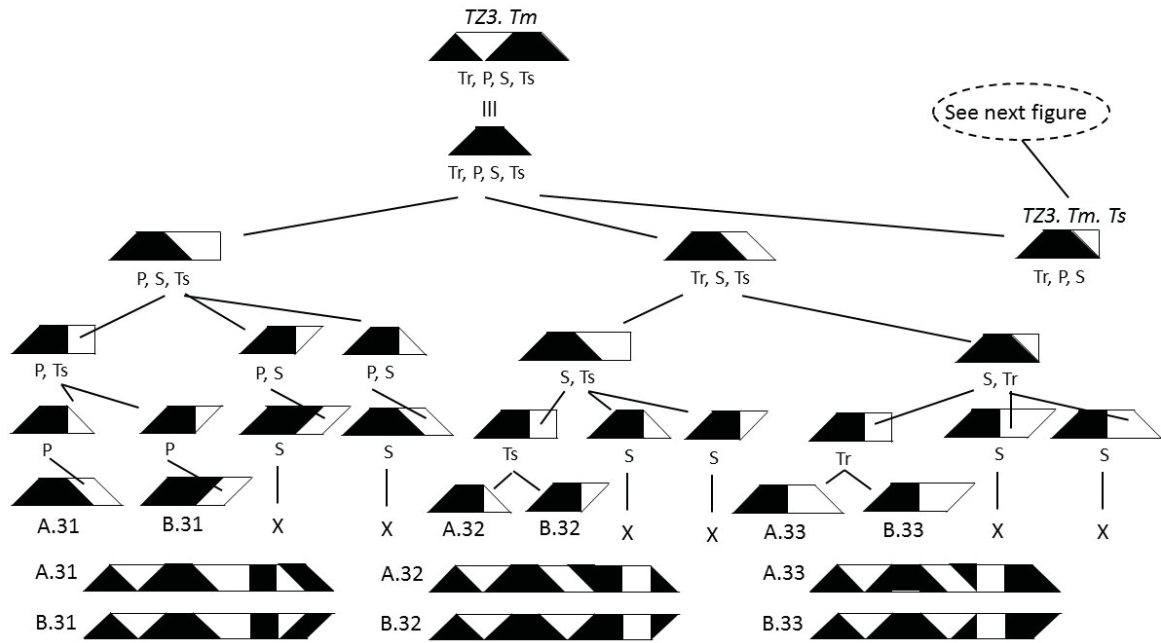 TZ3. Tm
Tr, P, S, Ts
III
See next figure
Tr, P, S, Ts
TZ3. Tm. Ts
P, S, Ts
Tr, S, Ts
Tr, P, S
P, Ts
P, S
P, S
S, Ts
S, Tr
P
P
S
S
Ts
S
S
Tr
S
S
A.31
B.31
X
X
A.32
B.32
X
X
A.33
B.33
X
X
A.31
A.32
A.33
B.31
B.32
B.33